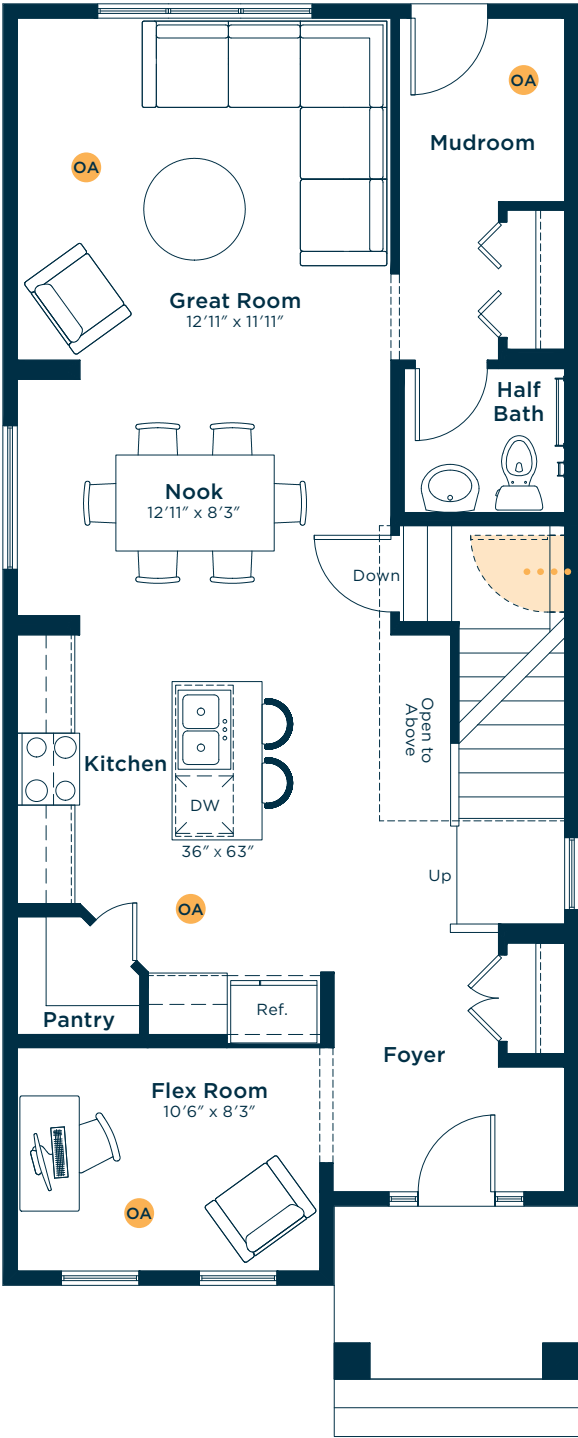 OA
Mudroom
OA
Great Room
12'11" x 11'11"
Half
Bath
Nook
12'11" x 8'3"
Down
Open to
Above
Kitchen
DW
36" x 63"
Up
OA
Ref.
Pantry
Foyer
Flex Room
10'6" x 8'3"
OA